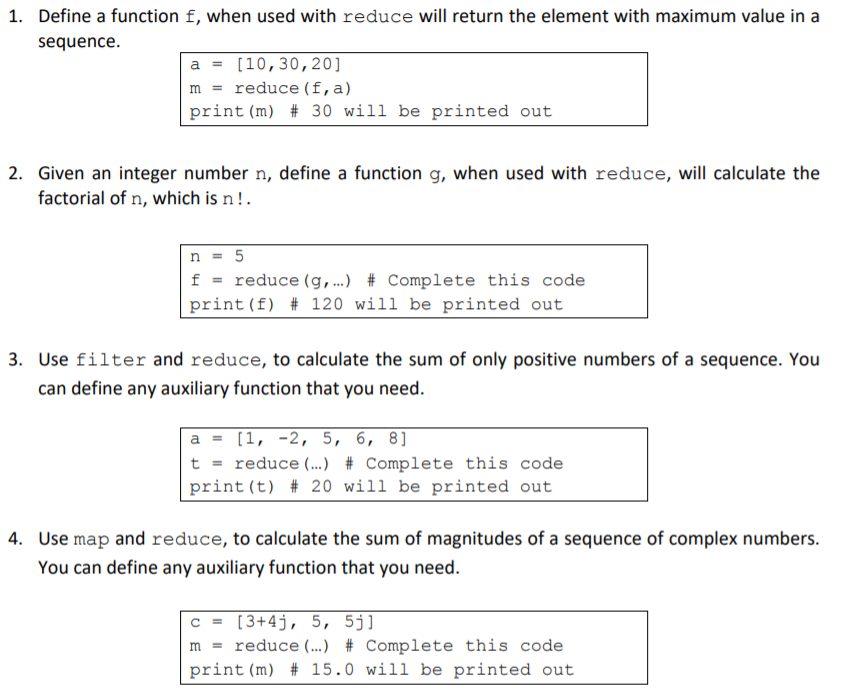 1. Define a function f, when used with reduce will return the element with maximum value in a
sequence.
a = [10,30,20]
m = reduce(f,a)
print(m) # 30 will be printed out
2. Given an integer number n, define a function g, when used with reduce, will calculate the
factorial of n, which is n!.
n = 5
f = reduce(g,…) # Complete this code
print(f) # 120 will be printed out
3. Use filter and reduce, to calculate the sum of only positive numbers of a sequence. You
can define any auxiliary function that you need.
a = [1, -2, 5, 6, 8]
t = reduce(…) # Complete this code
print(t) # 20 will be printed out
4. Use map and reduce, to calculate the sum of magnitudes of a sequence of complex numbers.
You can define any auxiliary function that you need.
c = [3+4j, 5, 5j]
m = reduce(…) # Complete this code
print(m) # 15.0 will be printed out